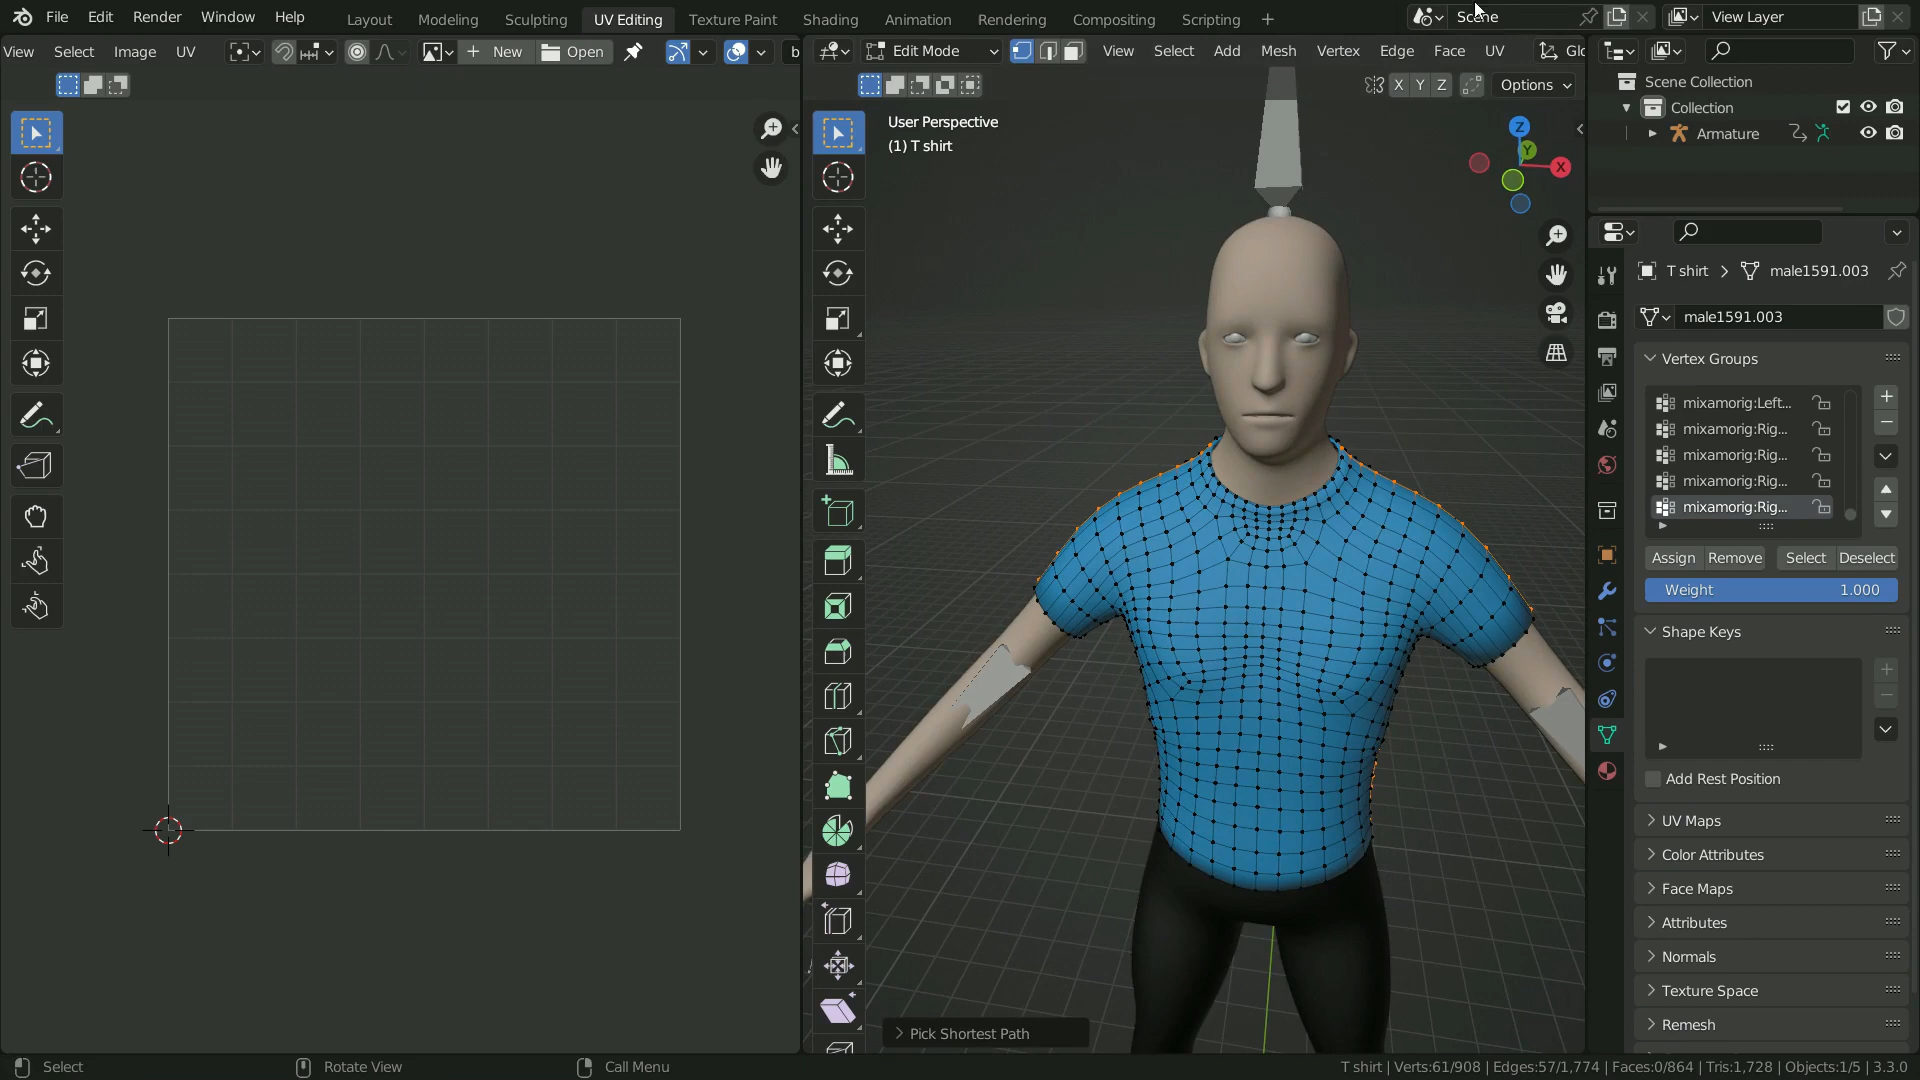 File Edit Render Window Help
Layout Modeling Sculpting UV Editing Texture Paint Shading Animation Rendering Compositing Scripting
Scene
View Layer
View Select Image UV
New Open
Edit Mode
View Select Add Mesh Vertex Edge Face UV
X Y Z
Options
User Perspective
(1) T shirt
Z
Y
X
Pick Shortest Path
Scene Collection
Collection
Armature
T shirt
male1591.003
male1591.003
Vertex Groups
mixamorig:Left...
mixamorig:Rig...
mixamorig:Rig...
mixamorig:Rig...
mixamorig:Rig...
Assign Remove Select Deselect
Weight 1.000
Shape Keys
Add Rest Position
UV Maps
Color Attributes
Face Maps
Attributes
Normals
Texture Space
Remesh
Select
Rotate View
Call Menu
T shirt | Verts:61/908 | Edges:57/1,774 | Faces:0/864 | Tris:1,728 | Objects:1/5 | 3.3.0